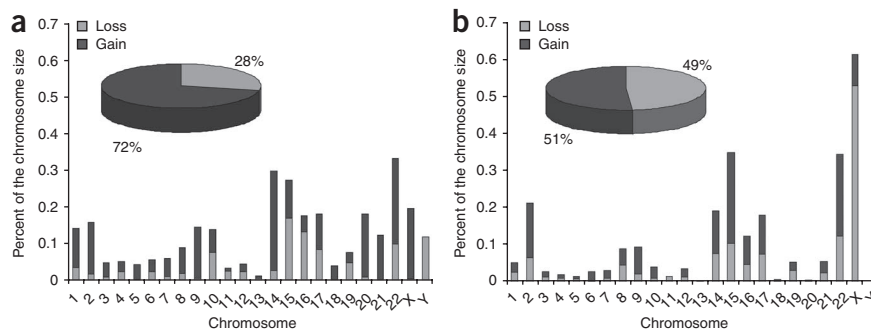 a
Loss
Gain
28%
72%
0.7
0.6
0.5
0.4
0.3
0.2
0.1
0
Percent of the chromosome size
1 2 3 4 5 6 7 8 9 10 11 12 13 14 15 16 17 18 19 20 21 22 X Y
Chromosome
b
Loss
Gain
49%
51%
0.7
0.6
0.5
0.4
0.3
0.2
0.1
0
Percent of the chromosome size
1 2 3 4 5 6 7 8 9 10 11 12 13 14 15 16 17 18 19 20 21 22 X Y
Chromosome